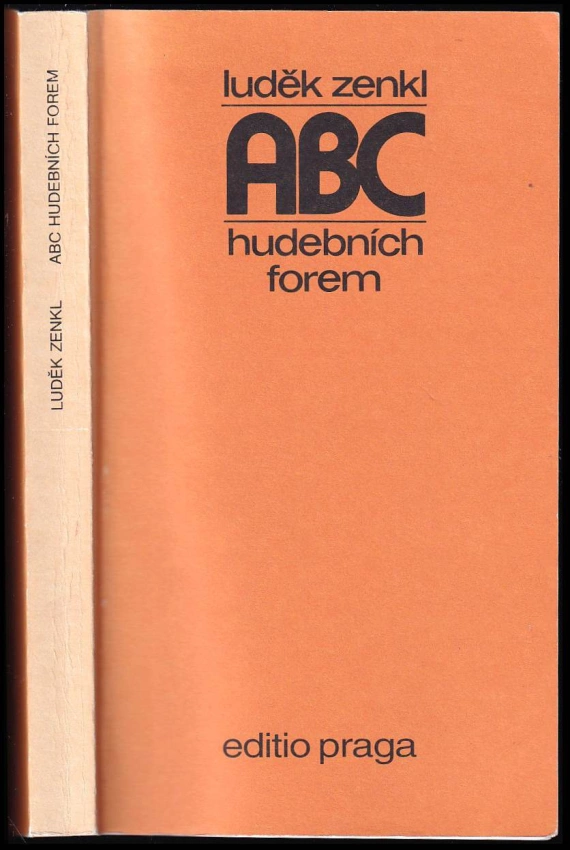 LUDĚK ZENKL ABC HUDEBNÍCH FOREM
luděk zenkl
ABC
hudebních
forem
editio praga